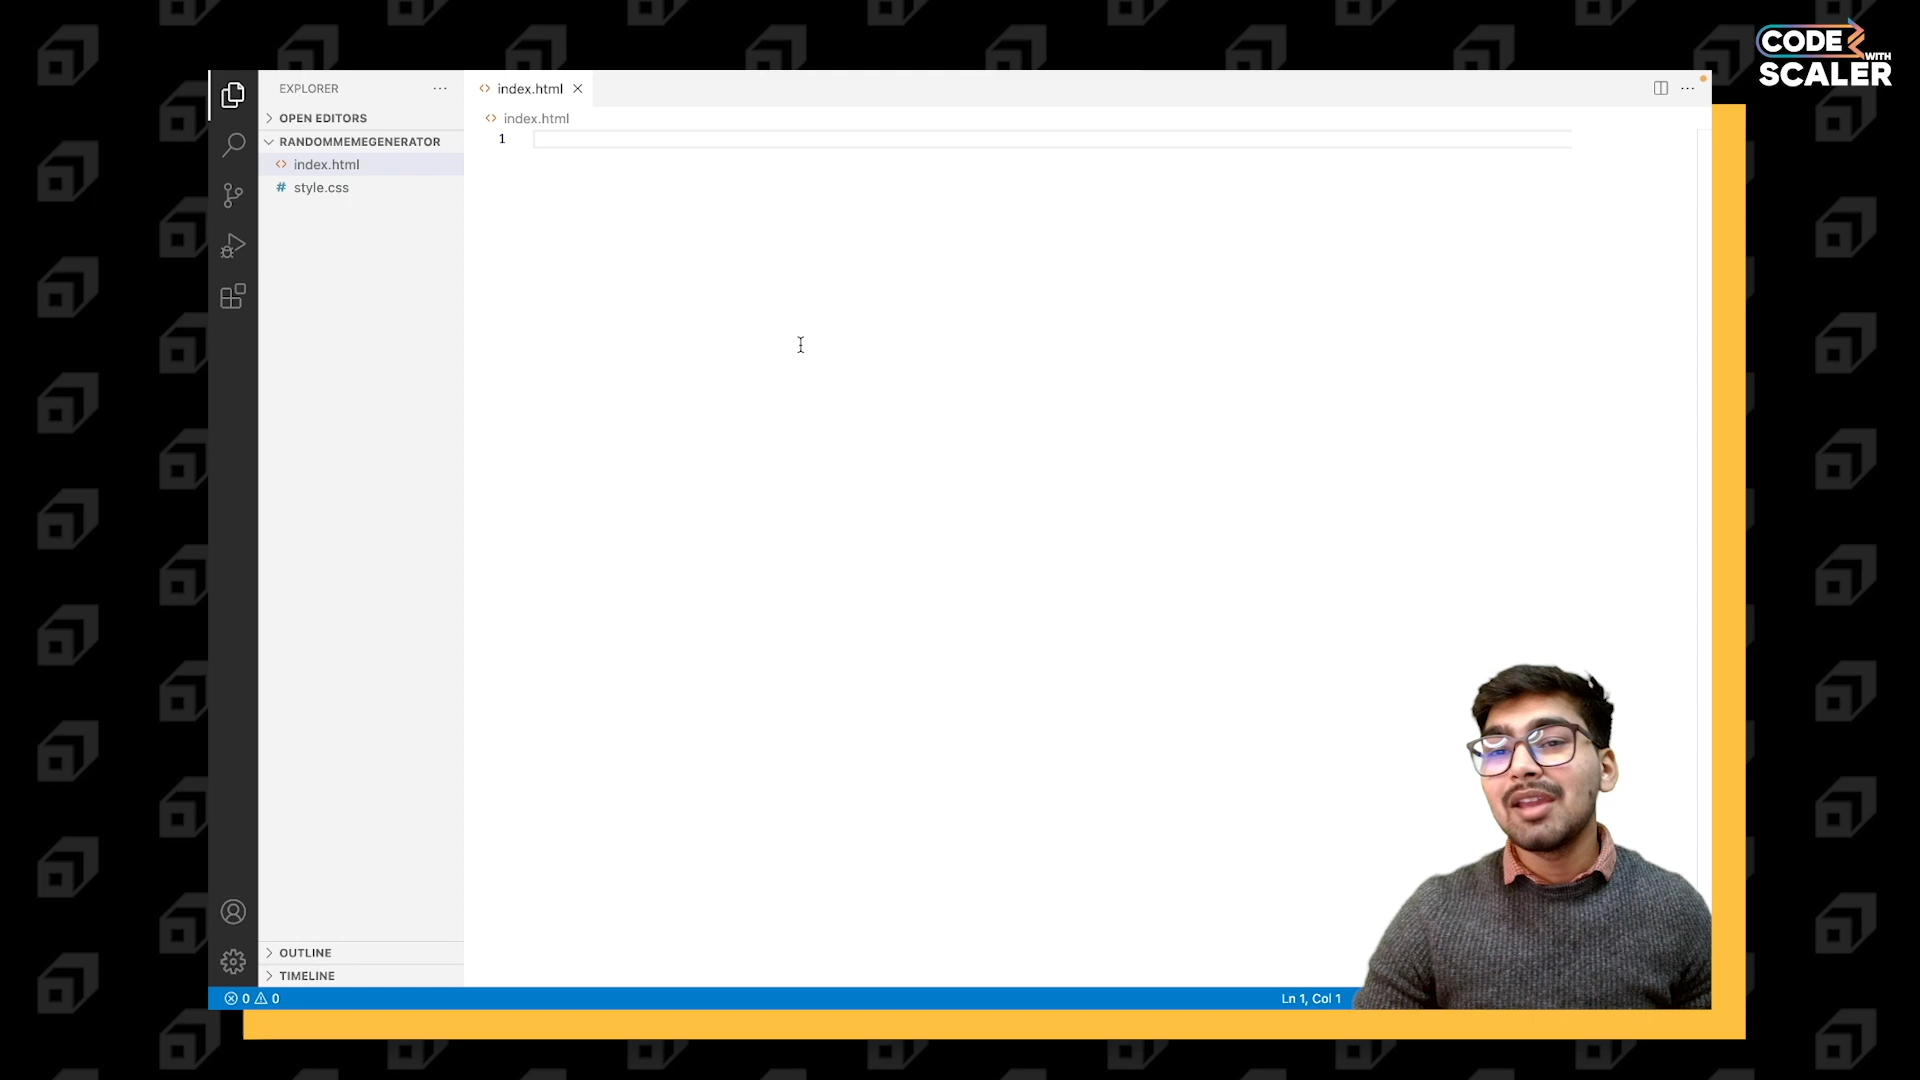 CODE
WITH
SCALER
EXPLORER
index.html
OPEN EDITORS
index.html
RANDOMMEMEGENERATOR
1
index.html
style.css
OUTLINE
TIMELINE
0 0
Ln 1, Col 1